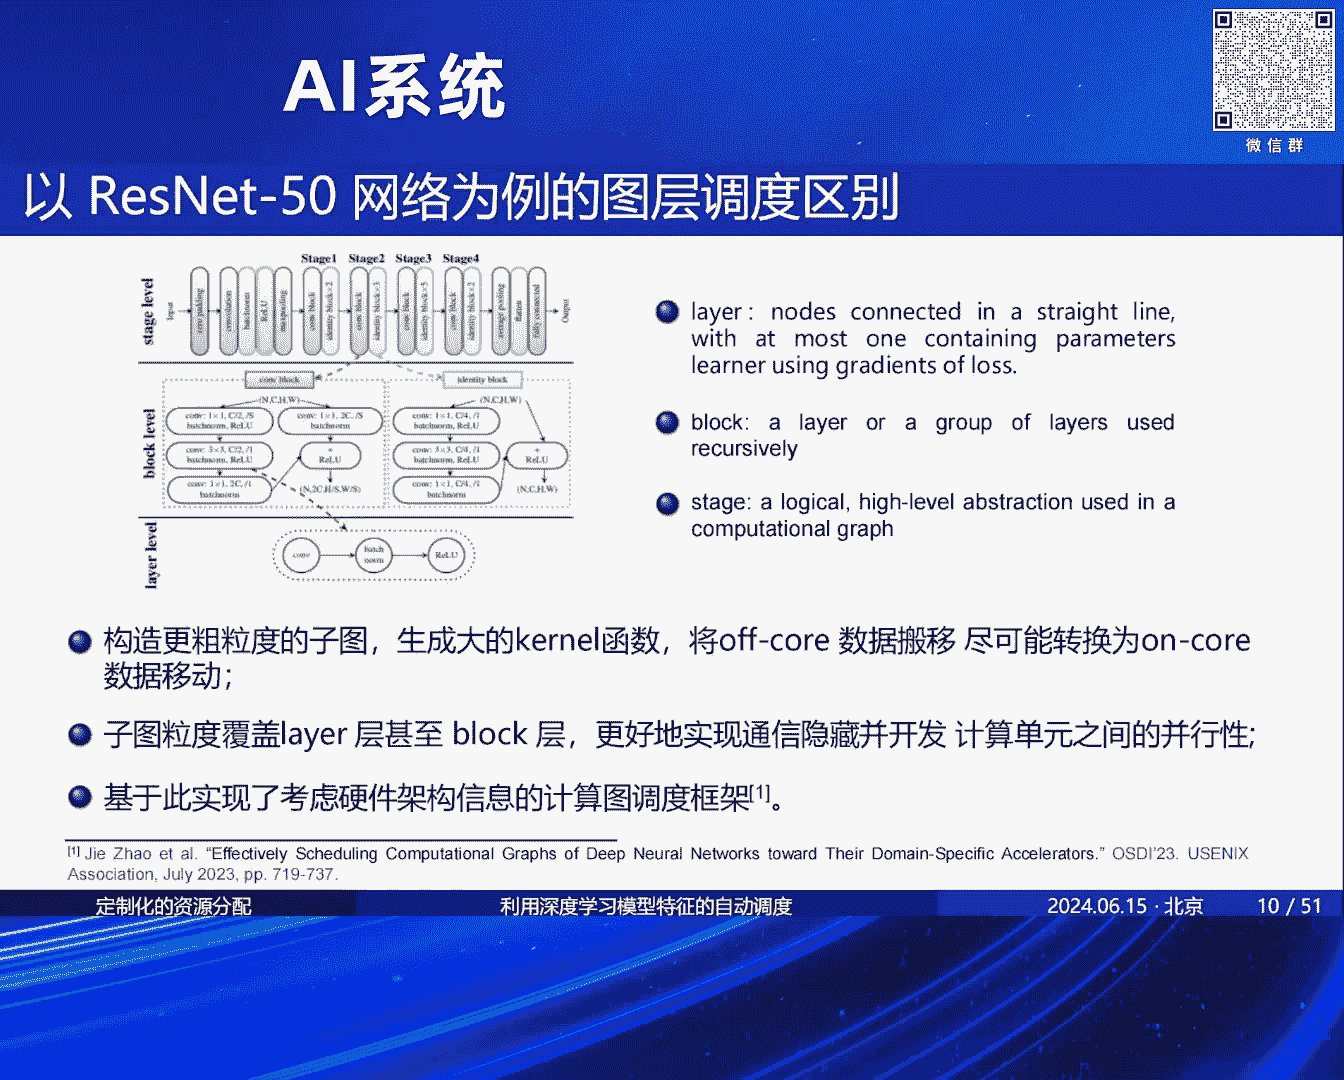 AI系统
微信群
以 ResNet-50 网络为例的图层调度区别
Stage1 Stage2 Stage3 Stage4
stage level
Input
zero padding
convolution
batchnorm
ReLU
maxpooling
conv block
identity block×2
conv block
identity block×3
conv block
identity block×5
conv block
identity block×2
average pooling
flatten
fully connected
Output
block level
conv block
(N,C,H,W)
conv: 1×1, C/2, /S
batchnorm, ReLU
conv: 1×1, 2C, /S
batchnorm
conv: 3×3, C/2, /1
batchnorm, ReLU
+
ReLU
conv: 1×1, 2C, /1
batchnorm
(N,2C,H/S,W/S)
identity block
(N,C,H,W)
conv: 1×1, C/4, /1
batchnorm, ReLU
conv: 3×3, C/4, /1
batchnorm, ReLU
+
ReLU
conv: 1×1, C/4, /1
batchnorm
(N,C,H,W)
layer level
conv
batch
norm
ReLU
layer : nodes connected in a straight line,
with at most one containing parameters
learner using gradients of loss.
block: a layer or a group of layers used
recursively
stage: a logical, high-level abstraction used in a
computational graph
构造更粗粒度的子图，生成大的kernel函数，将off-core 数据搬移 尽可能转换为on-core
数据移动；
子图粒度覆盖layer 层甚至 block 层，更好地实现通信隐藏并开发 计算单元之间的并行性;
基于此实现了考虑硬件架构信息的计算图调度框架[1]。
[1] Jie Zhao et al. “Effectively Scheduling Computational Graphs of Deep Neural Networks toward Their Domain-Specific Accelerators.” OSDI'23. USENIX
Association, July 2023, pp. 719-737.
定制化的资源分配 利用深度学习模型特征的自动调度 2024.06.15 · 北京 10 / 51